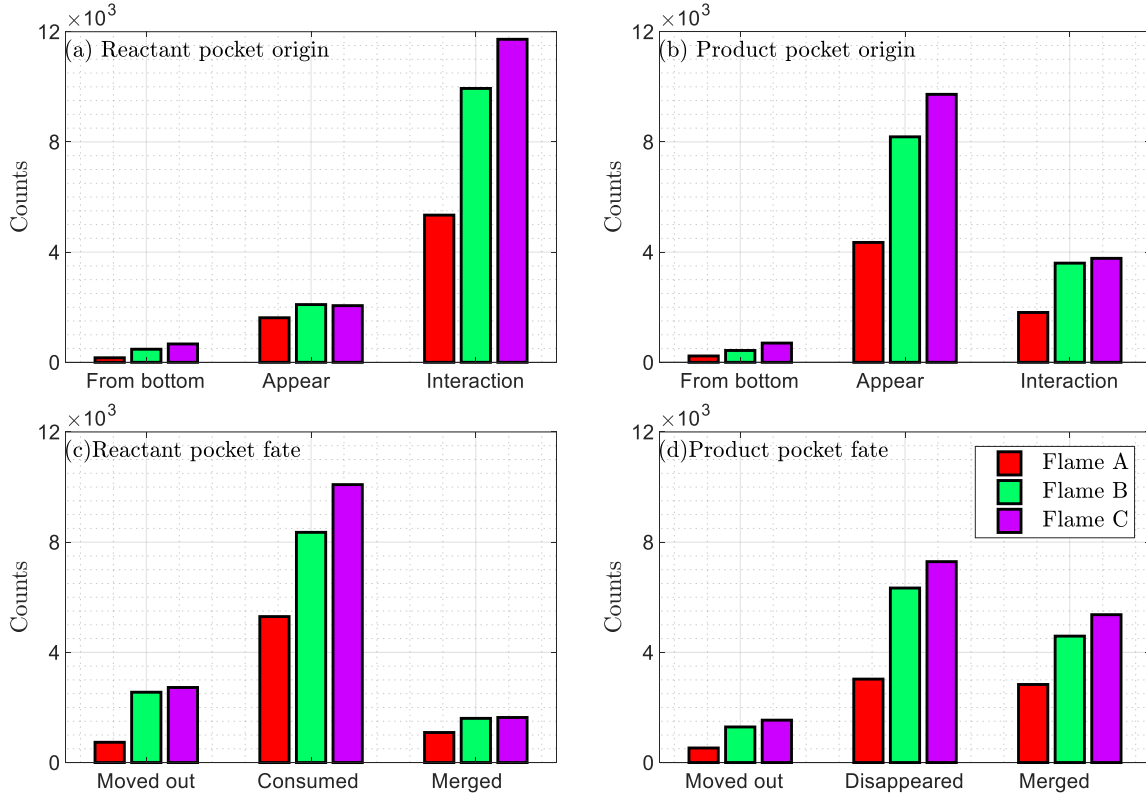 ×10³
(a) Reactant pocket origin
12
8
4
0
Counts
From bottom Appear Interaction
×10³
(b) Product pocket origin
12
8
4
0
Counts
From bottom Appear Interaction
×10³
(c)Reactant pocket fate
12
8
4
0
Counts
Moved out Consumed Merged
×10³
(d)Product pocket fate
12
8
4
0
Counts
Flame A
Flame B
Flame C
Moved out Disappeared Merged